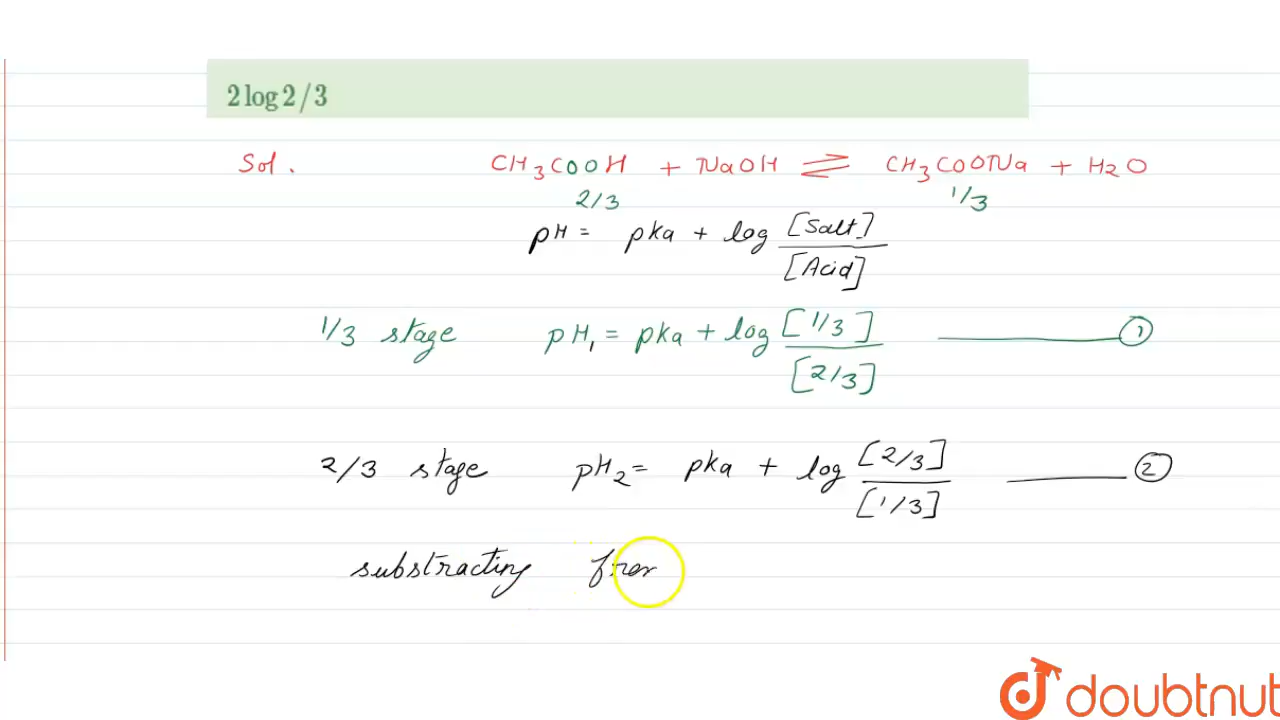 2 log 2 / 3
Sol. CH3COOH + NaOH ⇌ CH3COONa + H2O
2/3 1/3
pH = pka + log [Salt] / [Acid]
1/3 stage pH1 = pka + log [1/3] / [2/3] ——— ①
2/3 stage pH2 = pka + log [2/3] / [1/3] ——— ②
substracting from
doubtnut